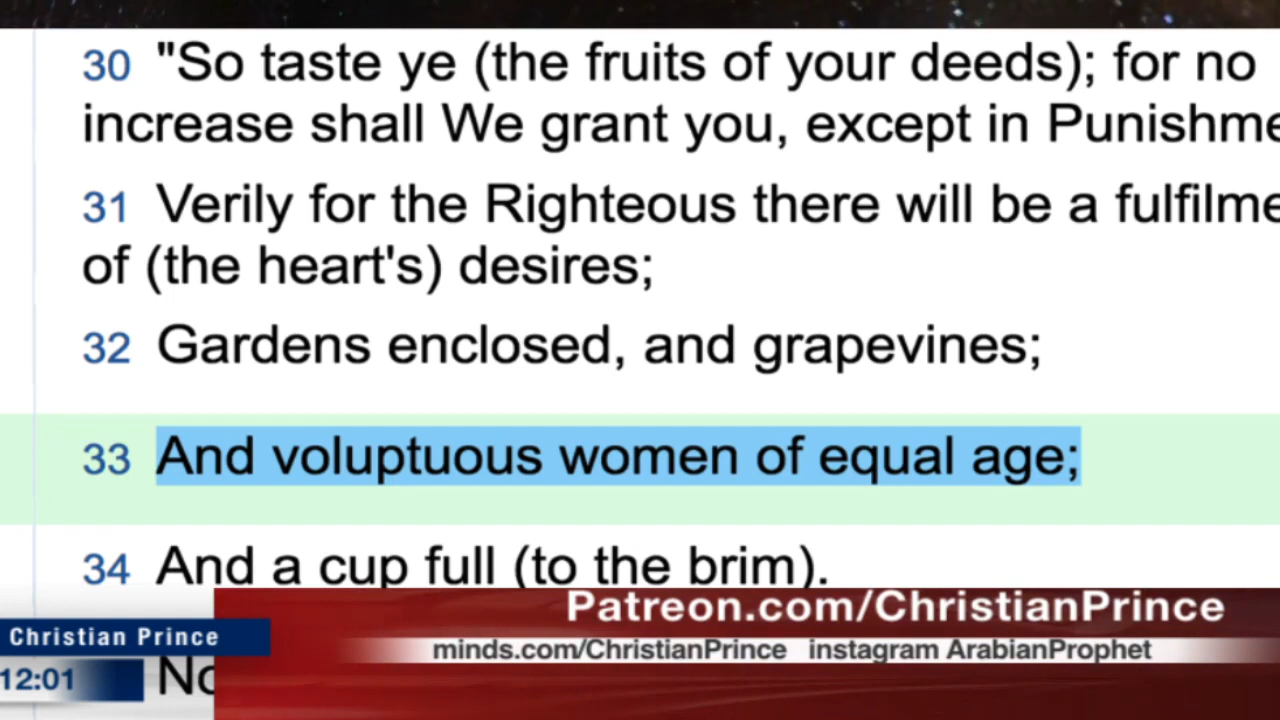 30 "So taste ye (the fruits of your deeds); for no
increase shall We grant you, except in
31 Verily for the Righteous there will be a
of (the heart's) desires;
32 Gardens enclosed, and grapevines;
33 And voluptuous women of equal age;
34 And a cup full (to the brim).
Patreon.com/ChristianPrince
Christian Prince
minds.com/ChristianPrince instagram ArabianProphet
12:01